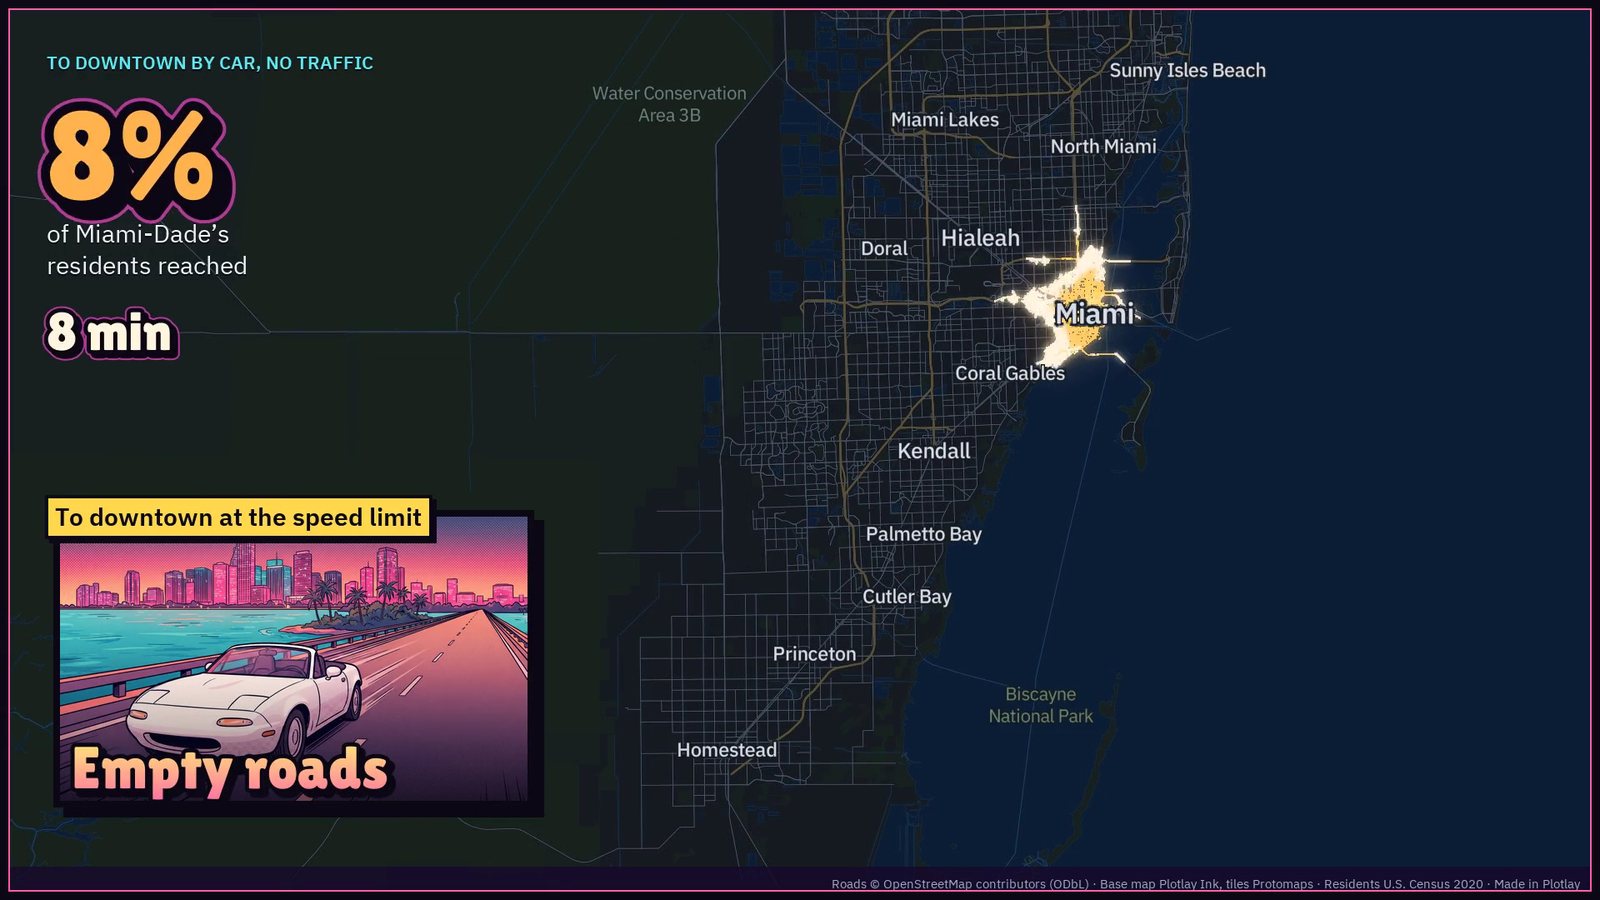 TO DOWNTOWN BY CAR, NO TRAFFIC
8%
of Miami-Dade’s
residents reached
8 min
Water Conservation
Area 3B
Sunny Isles Beach
Miami Lakes
North Miami
Doral
Hialeah
Miami
Coral Gables
Kendall
Palmetto Bay
Cutler Bay
Princeton
Biscayne
National Park
Homestead
To downtown at the speed limit
Empty roads
Roads © OpenStreetMap contributors (ODbL) · Base map Plotlay Ink, tiles Protomaps · Residents U.S. Census 2020 · Made in Plotlay